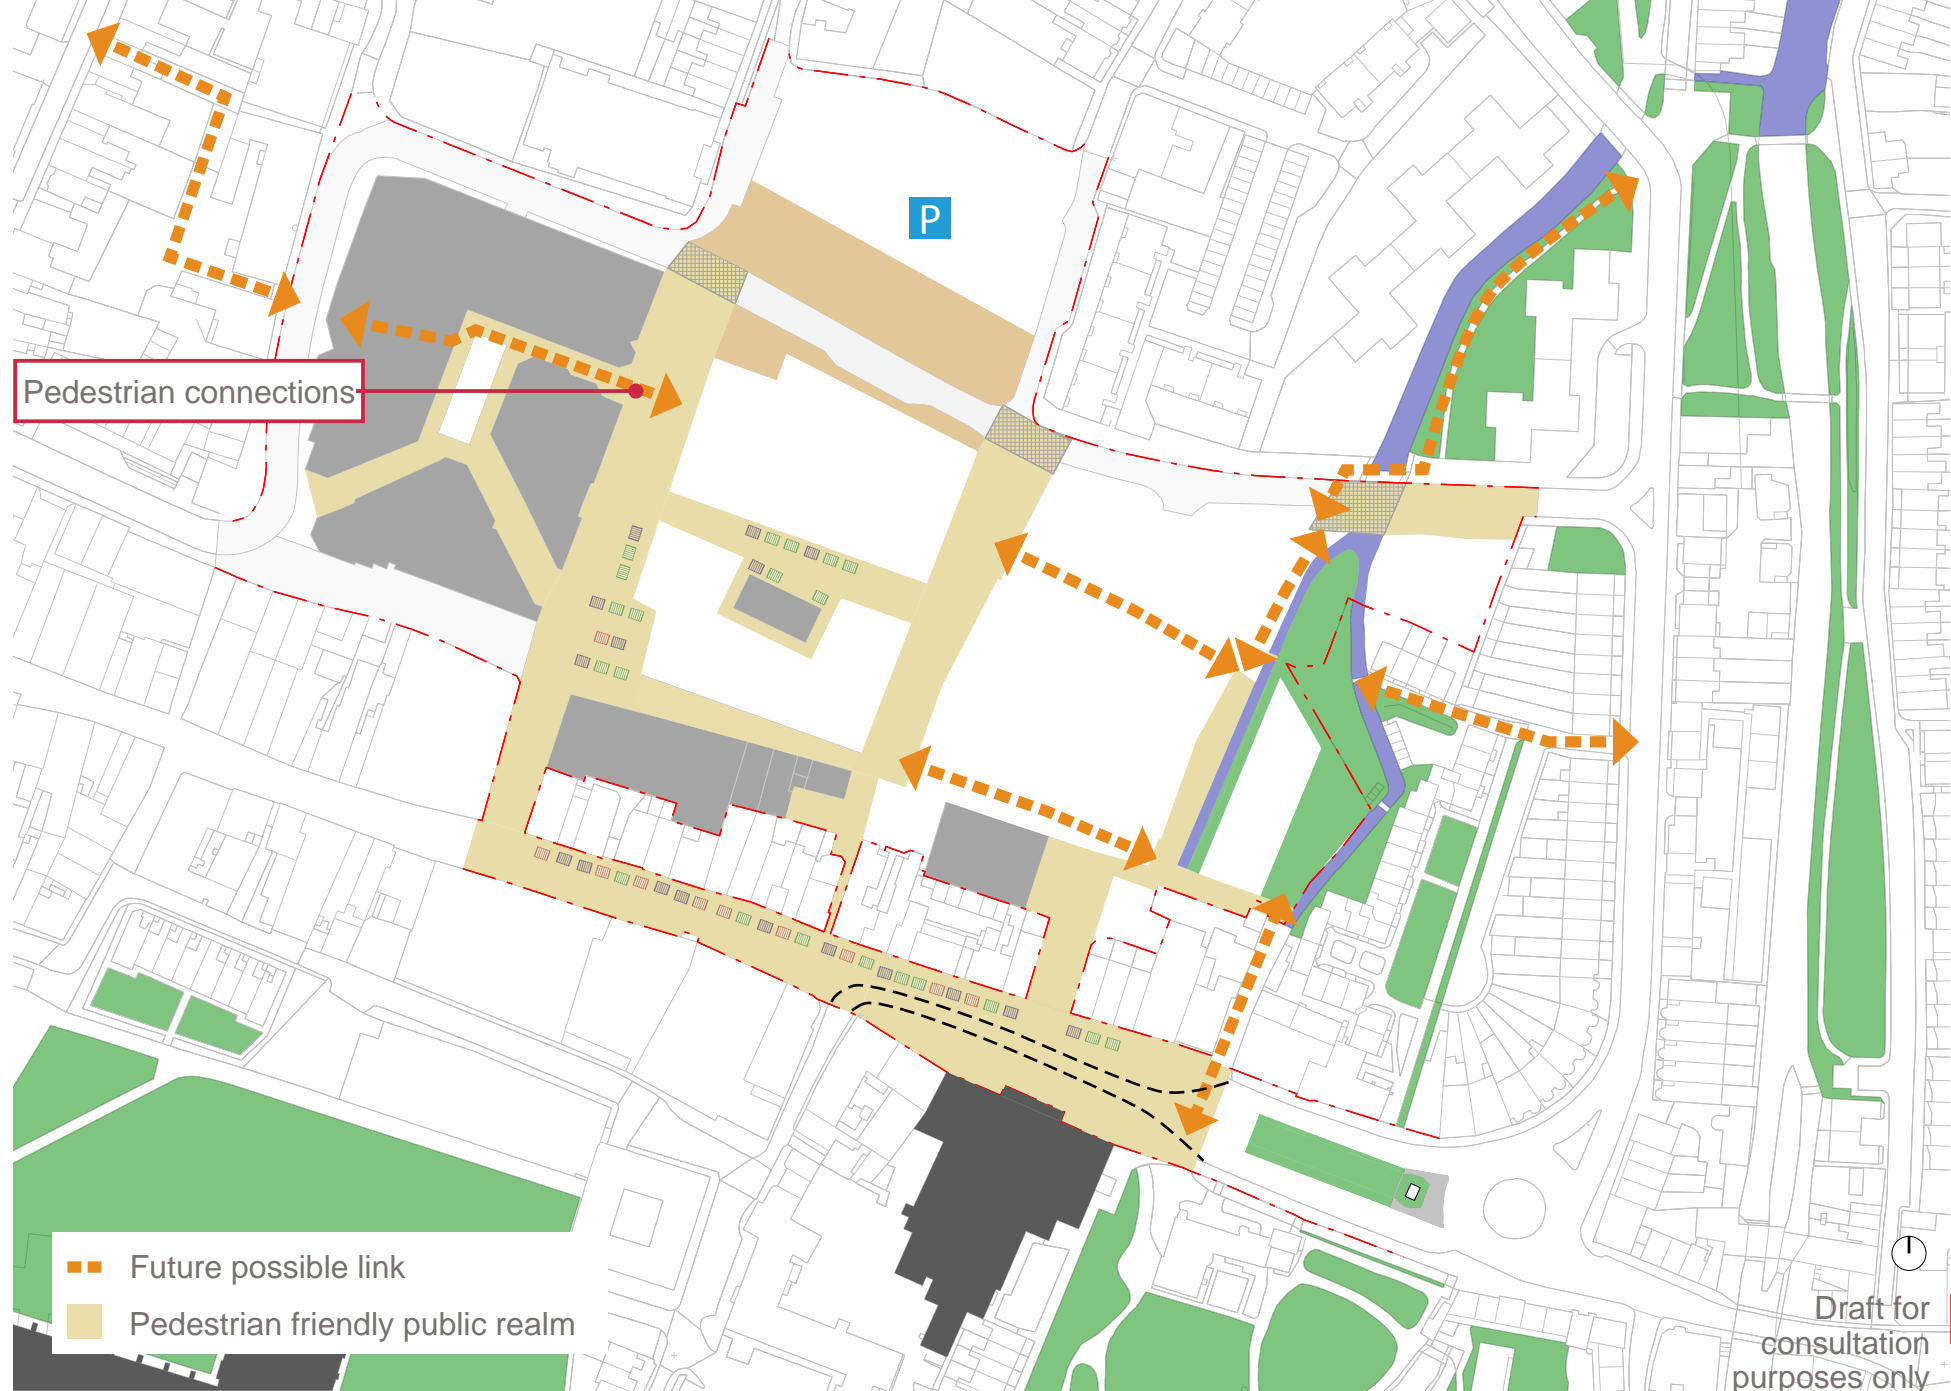 P
Pedestrian connections
Future possible link
Pedestrian friendly public realm
Draft for
consultation
purposes only